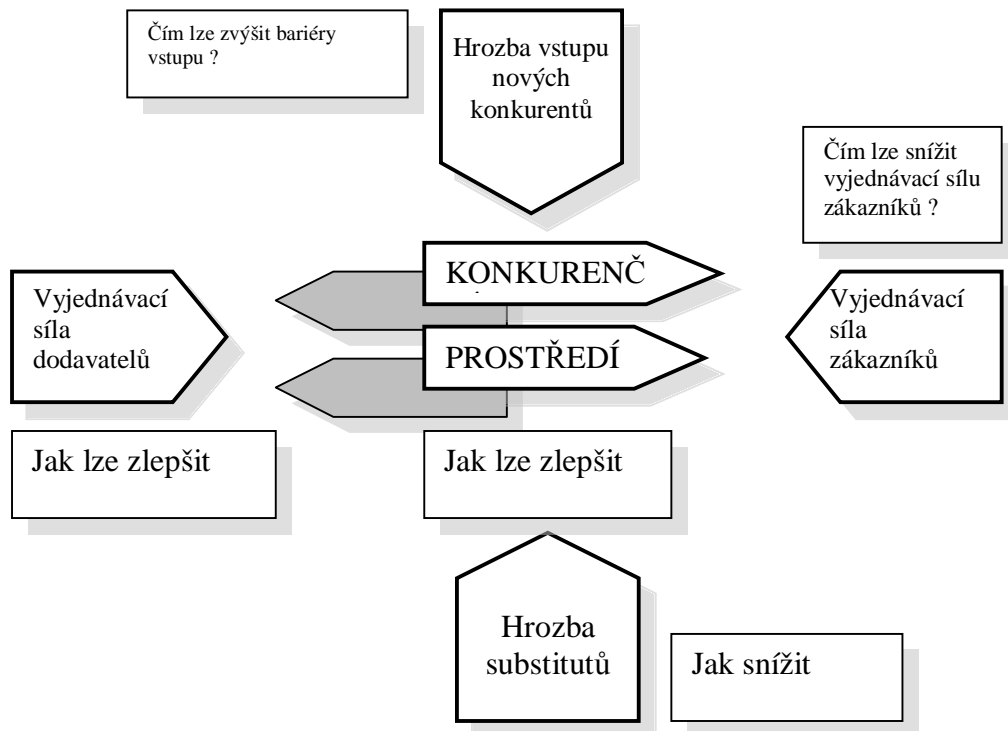 Čím lze zvýšit bariéry
vstupu ?
Hrozba vstupu
nových
konkurentů
Čím lze snížit
vyjednávací sílu
zákazníků ?
KONKURENČ
PROSTŘEDÍ
Vyjednávací
síla
dodavatelů
Vyjednávací
síla
zákazníků
Jak lze zlepšit
Jak lze zlepšit
Hrozba
substitutů
Jak snížit